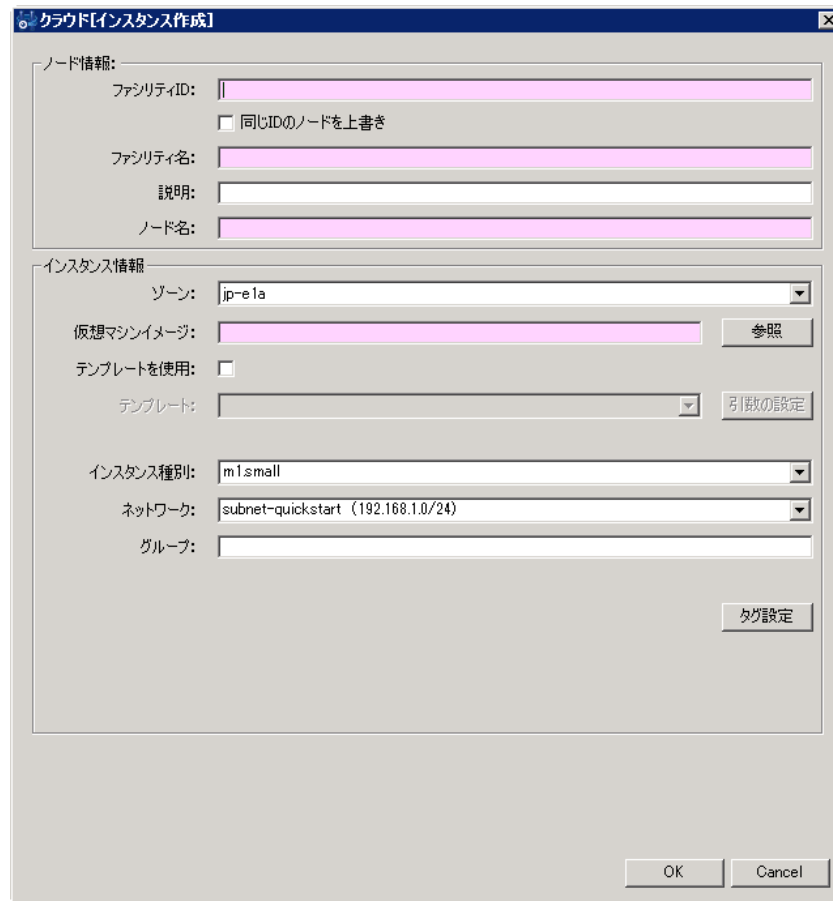 クラウド[インスタンス作成]
ノード情報:
ファシリティID:
同じIDのノードを上書き
ファシリティ名:
説明:
ノード名:
インスタンス情報
ゾーン: jp-e1a
仮想マシンイメージ: 参照
テンプレートを使用:
テンプレート: 引数の設定
インスタンス種別: m1.small
ネットワーク: subnet-quickstart (192.168.1.0/24)
グループ:
タグ設定
OK Cancel